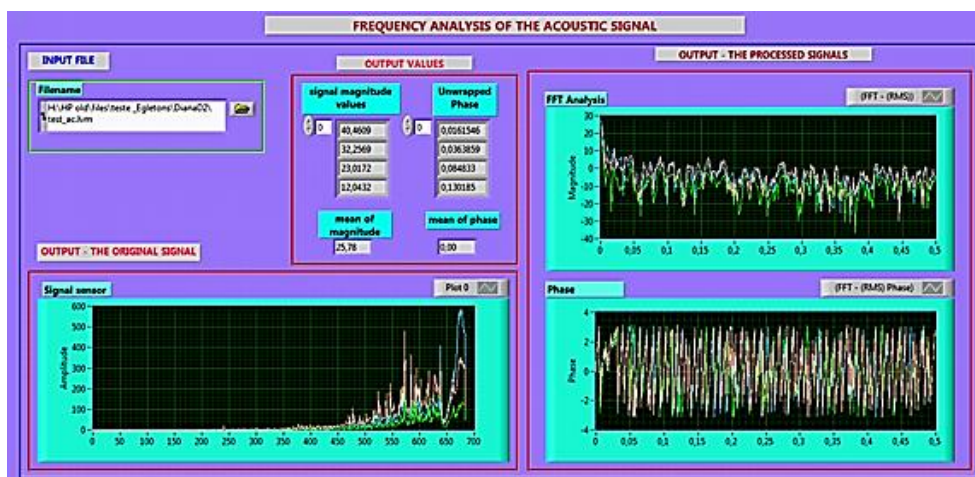 FREQUENCY ANALYSIS OF THE ACOUSTIC SIGNAL
INPUT FILE
Filename
H:\HP old\files\teste _Egletons\DianaD2\
test_ac.lvm
OUTPUT VALUES
signal magnitude
values
0
40,4609
32,2569
23,0172
12,0432
mean of
magnitude
25,78
Unwrapped
Phase
0
0,0161546
0,0363859
0,084833
0,130185
mean of phase
0,00
OUTPUT - THE ORIGINAL SIGNAL
Signal sensor
Plot 0
Amplitude
600
500
400
300
200
100
0
0 50 100 150 200 250 300 350 400 450 500 550 600 650 700
OUTPUT - THE PROCESSED SIGNALS
FFT Analysis
(FFT - (RMS))
Magnitude
30
20
10
0
-10
-20
-30
-40
0 0,05 0,1 0,15 0,2 0,25 0,3 0,35 0,4 0,45 0,5
Phase
(FFT - (RMS) Phase)
Phase
4
2
0
-2
-4
0 0,05 0,1 0,15 0,2 0,25 0,3 0,35 0,4 0,45 0,5